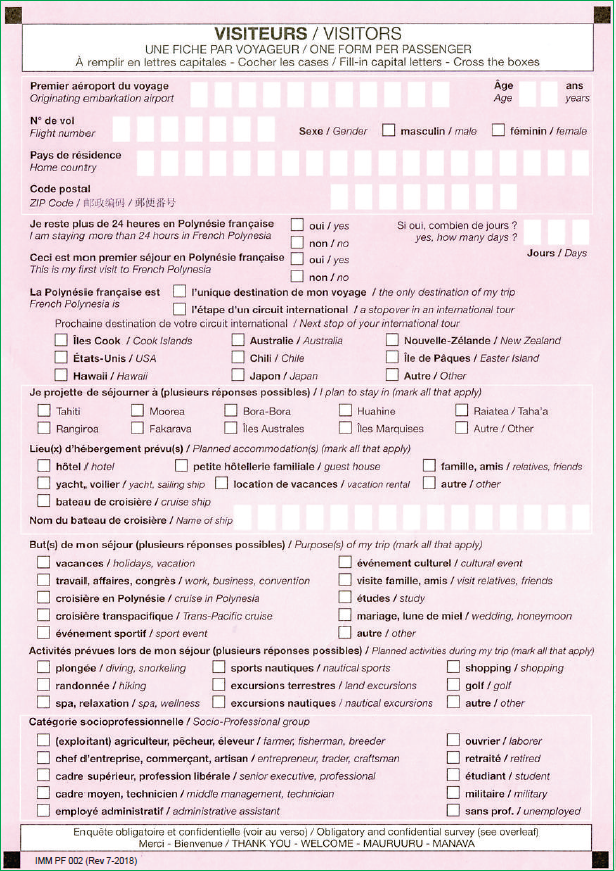 VISITEURS / VISITORS
UNE FICHE PAR VOYAGEUR / ONE FORM PER PASSENGER
À remplir en lettres capitales - Cocher les cases / Fill-in capital letters - Cross the boxes
Premier aéroport du voyage Âge ans
Originating embarkation airport Age years
N° de vol
Flight number Sexe / Gender masculin / male féminin / female
Pays de résidence
Home country
Code postal
ZIP Code / 邮政编码 / 郵便番号
Je reste plus de 24 heures en Polynésie française oui / yes Si oui, combien de jours ?
I am staying more than 24 hours in French Polynesia non / no yes, how many days ?
Ceci est mon premier séjour en Polynésie française oui / yes Jours / Days
This is my first visit to French Polynesia non / no
La Polynésie française est l'unique destination de mon voyage / the only destination of my trip
French Polynesia is l'étape d'un circuit international / a stopover in an international tour
Prochaine destination de votre circuit international / Next stop of your international tour
Îles Cook / Cook Islands Australie / Australia Nouvelle-Zélande / New Zealand
États-Unis / USA Chili / Chile Île de Pâques / Easter Island
Hawaii / Hawaii Japon / Japan Autre / Other
Je projette de séjourner à (plusieurs réponses possibles) / I plan to stay in (mark all that apply)
Tahiti Moorea Bora-Bora Huahine Raiatea / Taha'a
Rangiroa Fakarava Îles Australes Îles Marquises Autre / Other
Lieu(x) d'hébergement prévu(s) / Planned accommodation(s) (mark all that apply)
hôtel / hotel petite hôtellerie familiale / guest house famille, amis / relatives, friends
yacht, voilier / yacht, sailing ship location de vacances / vacation rental autre / other
bateau de croisière / cruise ship
Nom du bateau de croisière / Name of ship
But(s) de mon séjour (plusieurs réponses possibles) / Purpose(s) of my trip (mark all that apply)
vacances / holidays, vacation événement culturel / cultural event
travail, affaires, congrès / work, business, convention visite famille, amis / visit relatives, friends
croisière en Polynésie / cruise in Polynesia études / study
croisière transpacifique / Trans-Pacific cruise mariage, lune de miel / wedding, honeymoon
événement sportif / sport event autre / other
Activités prévues lors de mon séjour (plusieurs réponses possibles) / Planned activities during my trip (mark all that apply)
plongée / diving, snorkeling sports nautiques / nautical sports shopping / shopping
randonnée / hiking excursions terrestres / land excursions golf / golf
spa, relaxation / spa, wellness excursions nautiques / nautical excursions autre / other
Catégorie socioprofessionnelle / Socio-Professional group
(exploitant) agriculteur, pêcheur, éleveur / farmer, fisherman, breeder ouvrier / laborer
chef d'entreprise, commerçant, artisan / entrepreneur, trader, craftsman retraité / retired
cadre supérieur, profession libérale / senior executive, professional étudiant / student
cadre moyen, technicien / middle management, technician militaire / military
employé administratif / administrative assistant sans prof. / unemployed
Enquête obligatoire et confidentielle (voir au verso) / Obligatory and confidential survey (see overleaf)
Merci - Bienvenue / THANK YOU - WELCOME - MAURUURU - MANAVA
IMM PF 002 (Rev 7-2018)